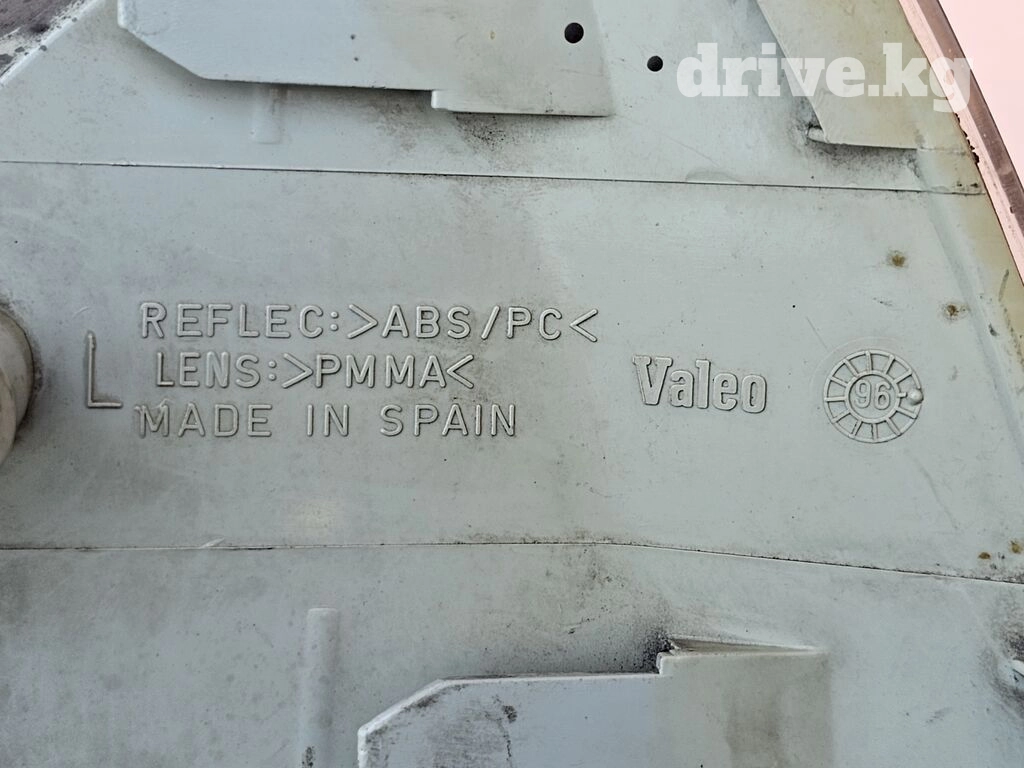 drive.kg
REFLEC:>ABS/PC<
L
LENS:>PMMA<
MADE IN SPAIN
Valeo
96